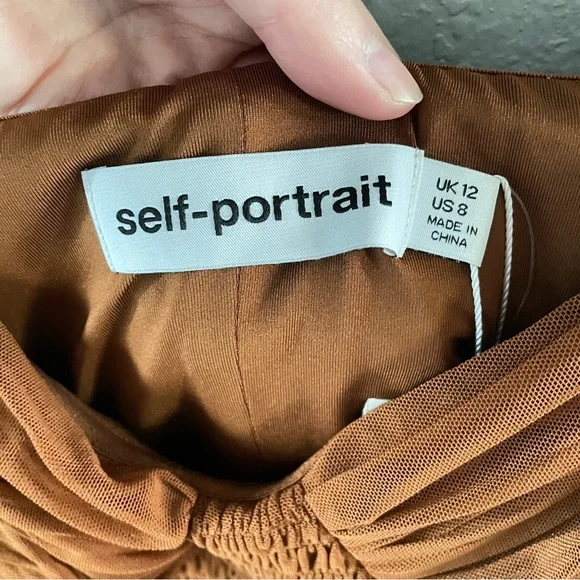 self-portrait
UK 12
US 8
MADE IN
CHINA